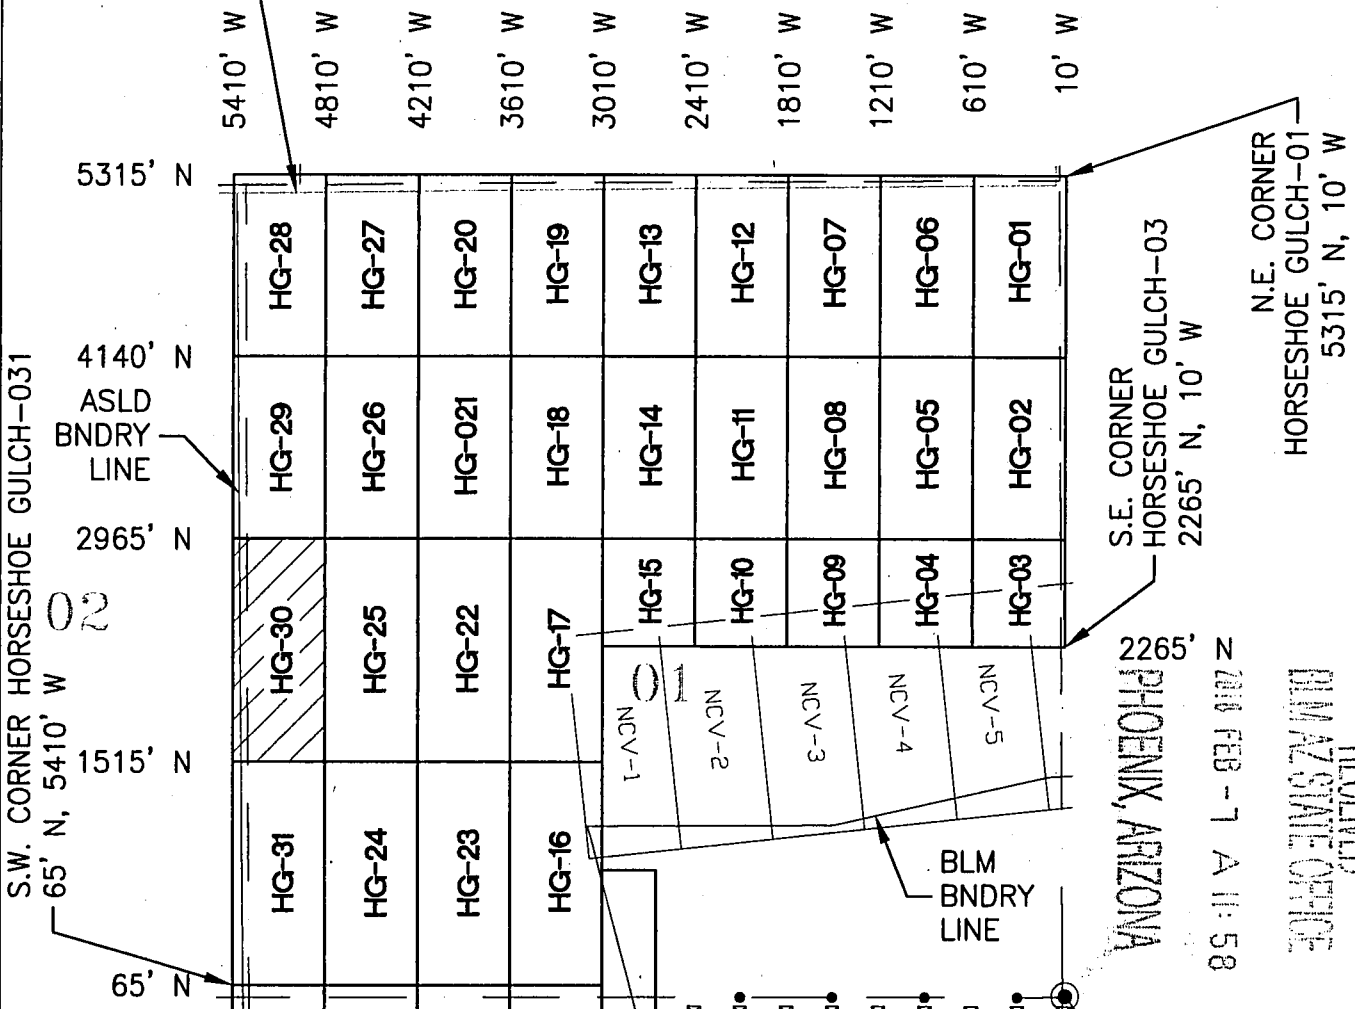 5410' W
4810' W
4210' W
3610' W
3010' W
2410' W
1810' W
1210' W
610' W
10' W
5315' N
HG-28
HG-27
HG-20
HG-19
HG-13
HG-12
HG-07
HG-06
HG-01
N.E. CORNER
HORSESHOE GULCH-01
5315' N, 10' W
4140' N
ASLD
BNDRY
LINE
HG-29
HG-26
HG-021
HG-18
HG-14
HG-11
HG-08
HG-05
HG-02
S.E. CORNER
HORSESHOE GULCH-03
2265' N, 10' W
S.W. CORNER HORSESHOE GULCH-031
65' N, 5410' W
2965' N
02
HG-30
HG-25
HG-22
HG-17
HG-15
HG-10
HG-09
HG-04
HG-03
2265' N
01
NCV-1
NCV-2
NCV-3
NCV-4
NCV-5
1515' N
HG-31
HG-24
HG-23
HG-16
BLM
BNDRY
LINE
65' N
BLM AZ STATE OFFICE
FEB -7 A 11:58
PHOENIX, ARIZONA